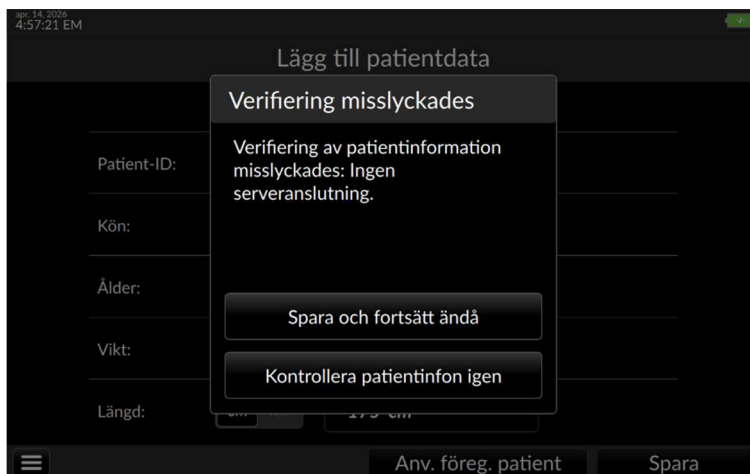 apr. 14, 2026
4:57:21 EM
Lägg till patientdata
Verifiering misslyckades
Verifiering av patientinformation
misslyckades: Ingen
serveranslutning.
Patient-ID:
Kön:
Ålder:
Vikt:
Längd:
Spara och fortsätt ändå
Kontrollera patientinfon igen
Anv. föreg. patient
Spara